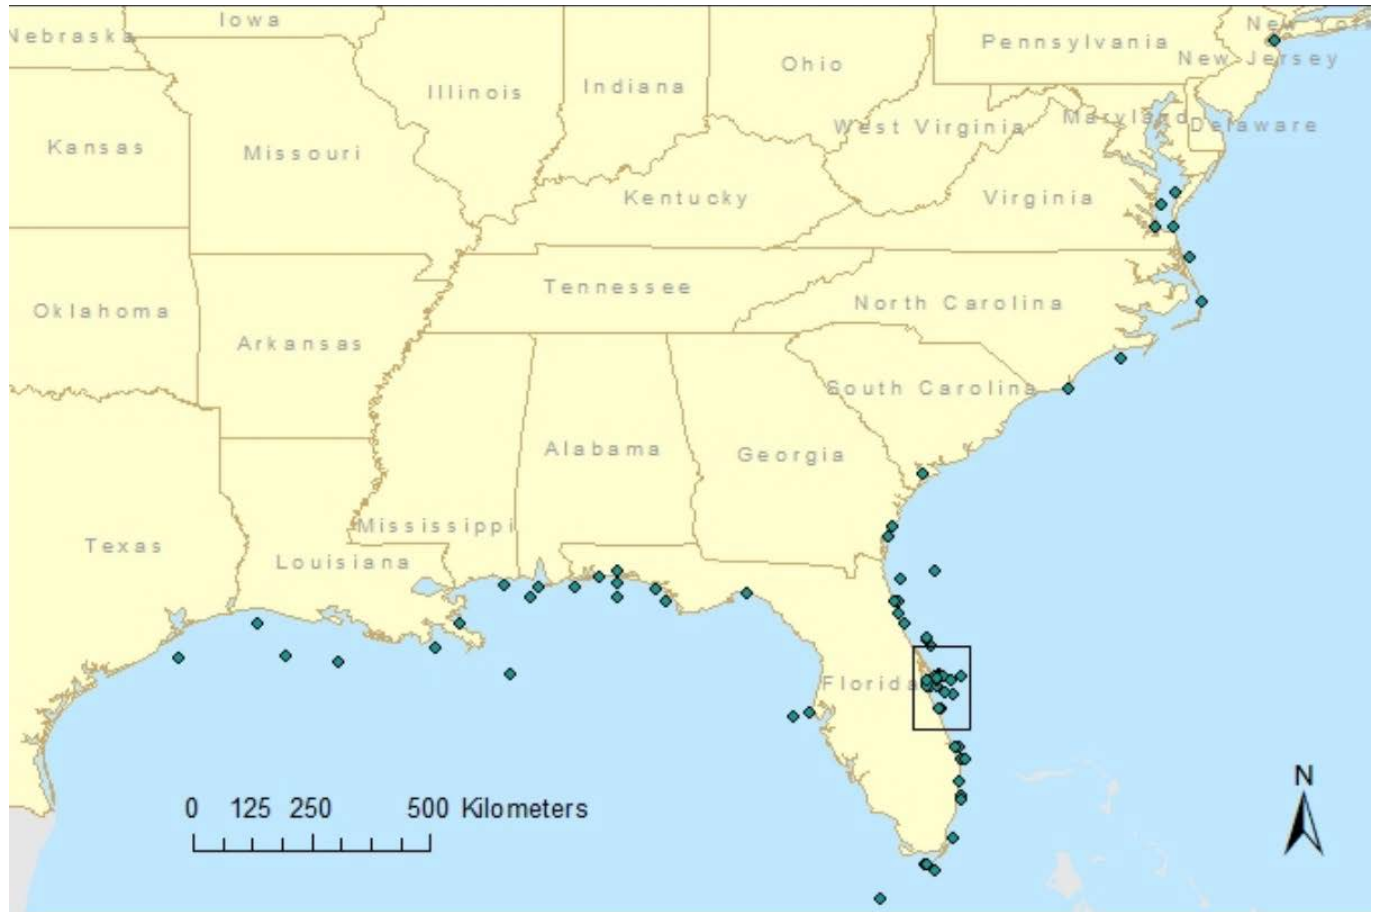 Iowa
New York
Nebraska
Pennsylvania
Ohio
New Jersey
Indiana
Illinois
Maryland
West Virginia
Delaware
Kansas
Missouri
Kentucky
Virginia
Tennessee
North Carolina
Oklahoma
Arkansas
South Carolina
Alabama
Georgia
Mississippi
Texas
Louisiana
Florida
N
0 125 250 500 Kilometers